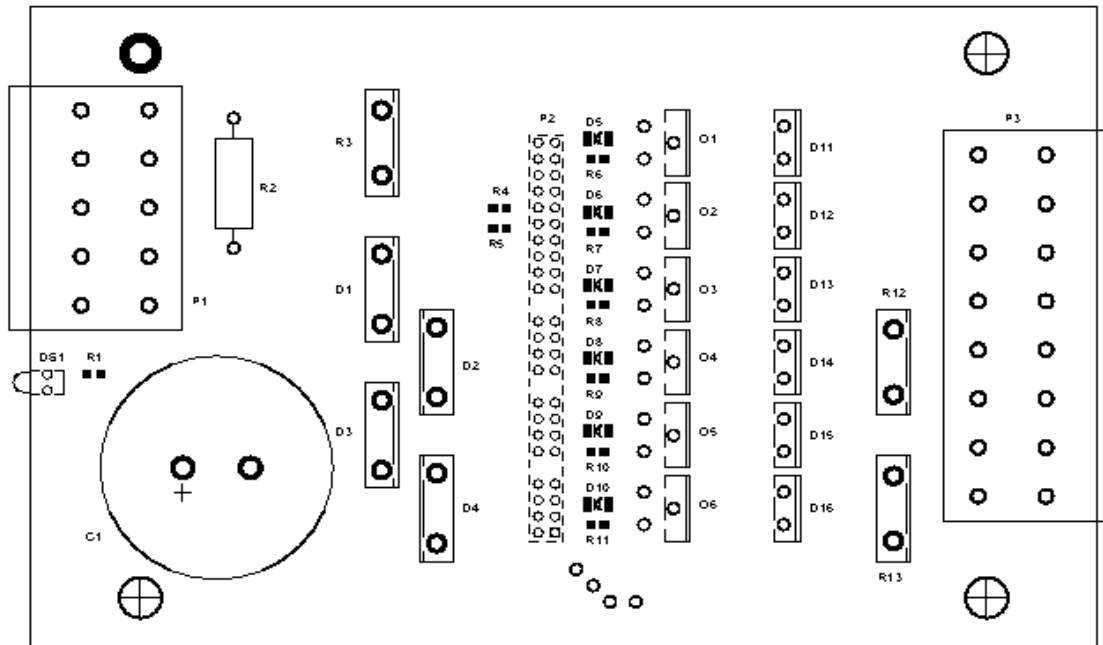 P2
D5
P3
R3
O1
D11
R6
R2
R4
D6
O2
D12
R5
R7
D7
D1
O3
D13
P1
R12
R8
D8
DS1
R1
D2
O4
D14
R9
D9
D3
O5
D15
R10
D10
D4
O6
D16
C1
R11
R13